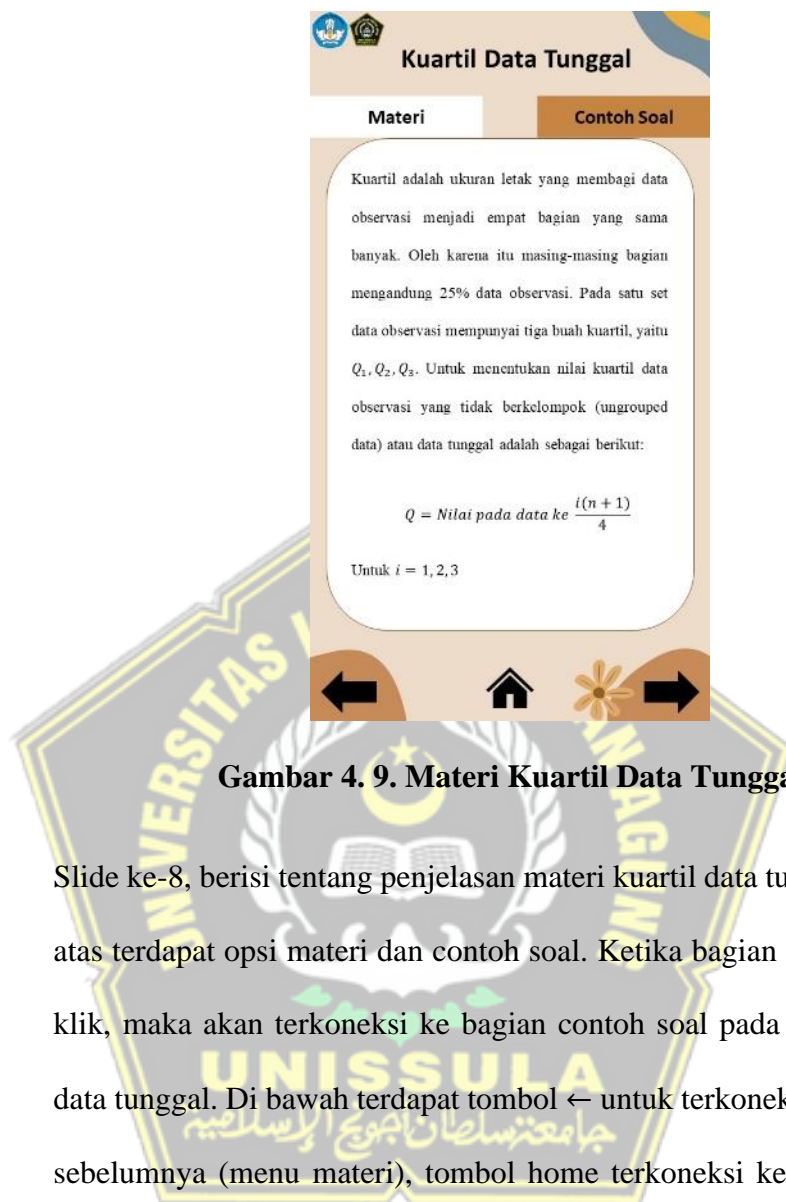 Kuartil Data Tunggal
Materi
Contoh Soal
Kuartil adalah ukuran letak yang membagi data
observasi menjadi empat bagian yang sama
banyak. Oleh karena itu masing-masing bagian
mengandung 25% data observasi. Pada satu set
data observasi mempunyai tiga buah kuartil, yaitu
Q₁, Q₂, Q₃. Untuk menentukan nilai kuartil data
observasi yang tidak berkelompok (ungrouped
data) atau data tunggal adalah sebagai berikut:
Q = Nilai pada data ke i(n + 1)/4
Untuk i = 1, 2, 3
Gambar 4. 9. Materi Kuartil Data Tungga
Slide ke-8, berisi tentang penjelasan materi kuartil data tu
atas terdapat opsi materi dan contoh soal. Ketika bagian
klik, maka akan terkoneksi ke bagian contoh soal pada
data tunggal. Di bawah terdapat tombol ← untuk terkonek
sebelumnya (menu materi), tombol home terkoneksi ke
UNISSULA
جامعتسلطان أجونج الإسلامية